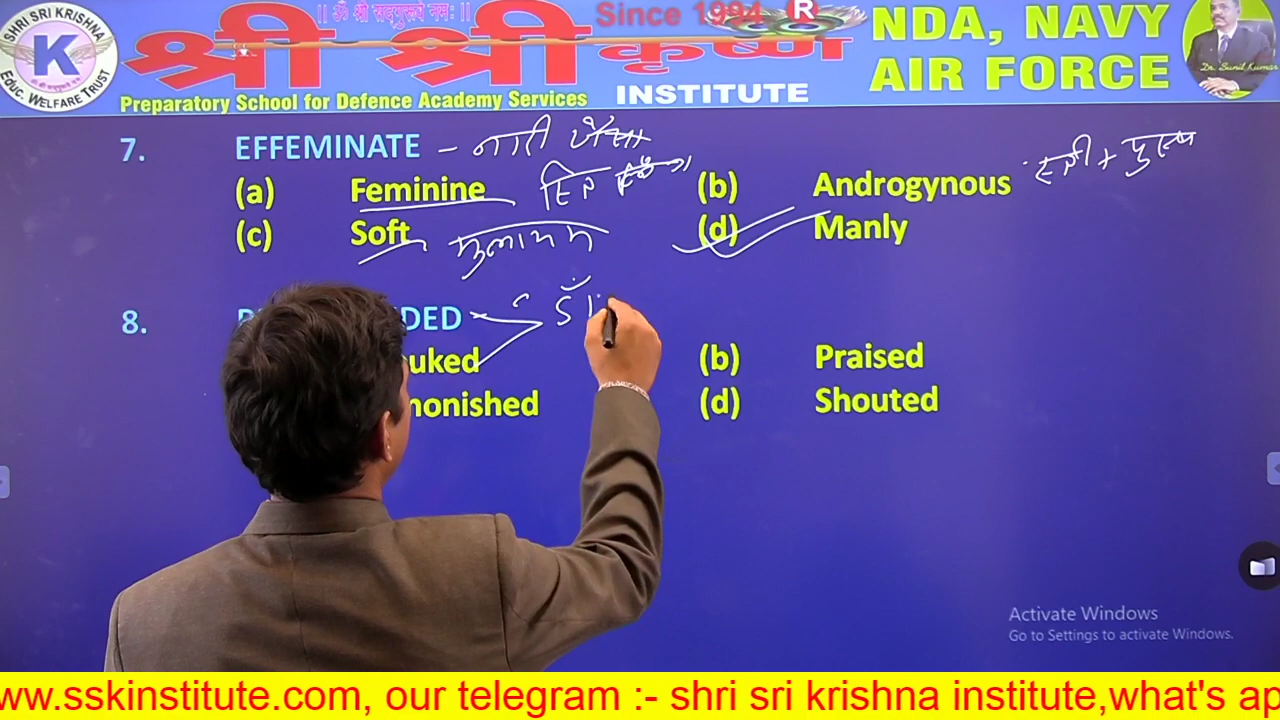 || ॐ श्री सद्गुरुवे नमः ||
Since 1994 R
SHRI SRI KRISHNA
K
Educ. WELFARE TRUST
श्री श्री कृष्ण
INSTITUTE
Preparatory School for Defence Academy Services
NDA, NAVY
AIR FORCE
Dr. Sunil Kumar
7. EFFEMINATE - नारी जैसा
(a) Feminine
(b) Androgynous स्त्री + पुरुष
(c) Soft मुलायम
(d) Manly
8. DED
uked
(b) Praised
monished
(d) Shouted
Activate Windows
Go to Settings to activate Windows.
ww.sskinstitute.com, our telegram :- shri sri krishna institute,what's ap